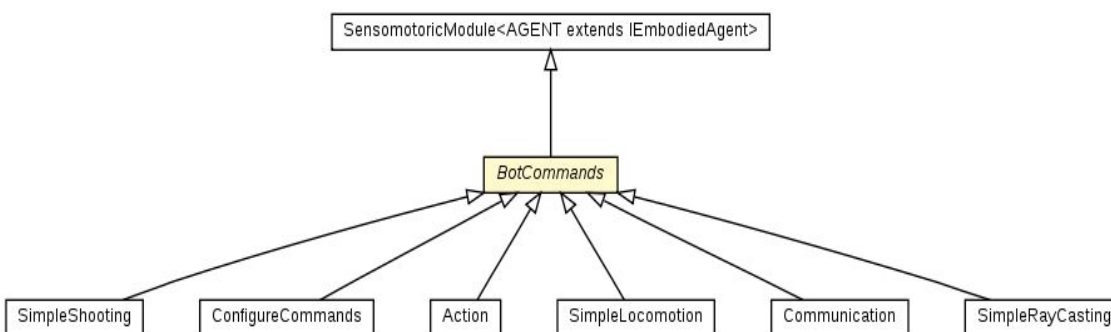 SensomotoricModule<AGENT extends IEmbodiedAgent>
BotCommands
SimpleShooting
ConfigureCommands
Action
SimpleLocomotion
Communication
SimpleRayCasting